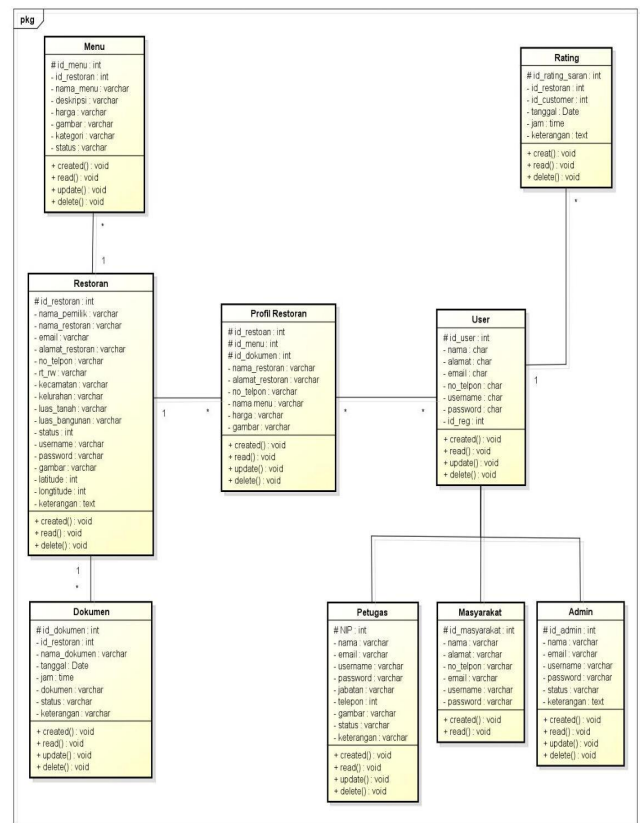 pkg
Menu
# id_menu : int
- id_restoran : int
- nama_menu : varchar
- deskripsi : varchar
- harga : varchar
- gambar : varchar
- kategori : varchar
- status : varchar
+ created() : void
+ read() : void
+ update() : void
+ delete() : void
*
1
Rating
# id_rating_saran : int
- id_restoran : int
- id_customer : int
- tanggal : Date
- jam : time
- keterangan : text
+ creat() : void
+ read() : void
+ delete() : void
*
1
Restoran
# id_restoran : int
- nama_pemilik : varchar
- nama_restoran : varchar
- email : varchar
- alamat_restoran : varchar
- no_telpon : varchar
- rt_rw : varchar
- kecamatan : varchar
- kelurahan : varchar
- luas_tanah : varchar
- luas_bangunan : varchar
- status : int
- username : varchar
- password : varchar
- gambar : varchar
- latitude : int
- longtitude : int
- keterangan : text
+ created() : void
+ read() : void
+ delete() : void
1
*
Profil Restoran
# id_restoan : int
# id_menu : int
# id_dokumen : int
- nama_restoran : varchar
- alamat_restoran : varchar
- no_telpon : varchar
- nama menu : varchar
- harga : varchar
- gambar : varchar
+ created() : void
+ read() : void
+ update() : void
+ delete() : void
*
*
User
# id_user : int
- nama : char
- alamat : char
- email : char
- no_telpon : char
- username : char
- password : char
- id_reg : int
+ created() : void
+ read() : void
+ update() : void
+ delete() : void
1
*
Dokumen
# id_dokumen : int
- id_restoran : int
- nama_dokumen : varchar
- tanggal : Date
- jam : time
- dokumen : varchar
- status : varchar
- keterangan : varchar
+ created() : void
+ read() : void
+ update() : void
+ delete() : void
Petugas
# NIP : int
- nama : varchar
- email : varchar
- username : varchar
- password : varchar
- jabatan : varchar
- telepon : int
- gambar : varchar
- status : varchar
- keterangan : varchar
+ created() : void
+ read() : void
+ update() : void
+ delete() : void
Masyarakat
# id_masyarakat : int
- nama : varchar
- alamat : varchar
- no_telpon : varchar
- email : varchar
- username : varchar
- password : varchar
+ created() : void
+ read() : void
Admin
# id_admin : int
- nama : varchar
- email : varchar
- username : varchar
- password : varchar
- status : varchar
- keterangan : text
+ created() : void
+ read() : void
+ update() : void
+ delete() : void